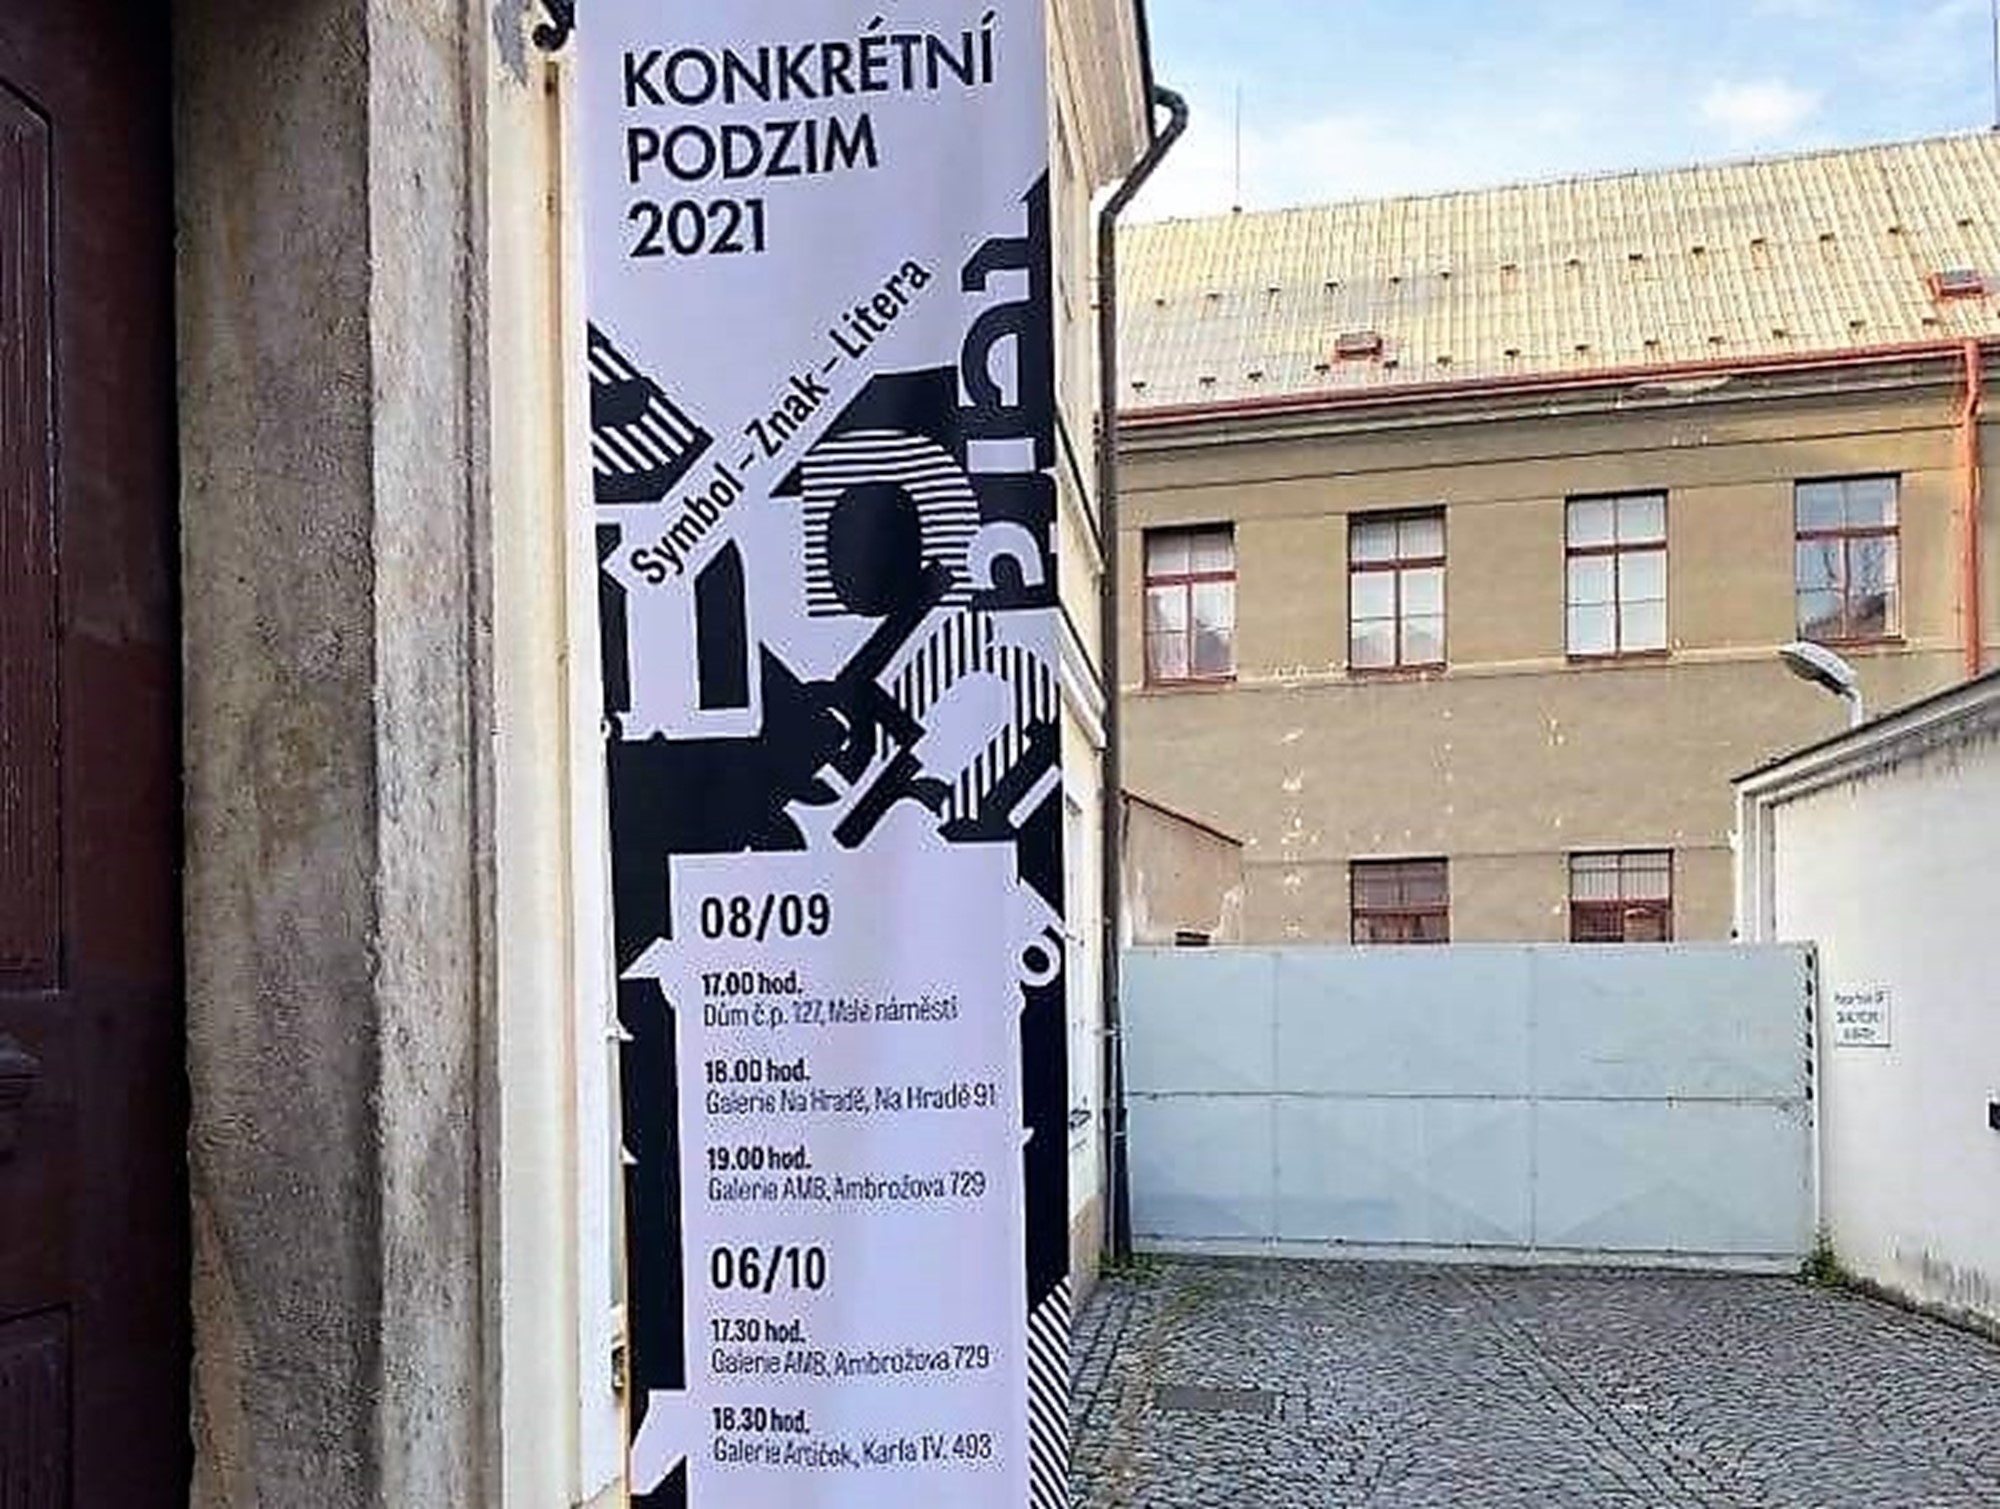 KONKRÉTNÍ
PODZIM
2021
Symbol – Znak – Litera
08/09
17.00 hod.
Dům č.p. 127, Malé náměstí
18.00 hod.
Galerie Na Hradě, Na Hradě 91
19.00 hod.
Galerie AMB, Ambrožova 729
06/10
17.30 hod.
Galerie AMB, Ambrožova 729
18.30 hod.
Galerie Artičok, Karla IV. 493